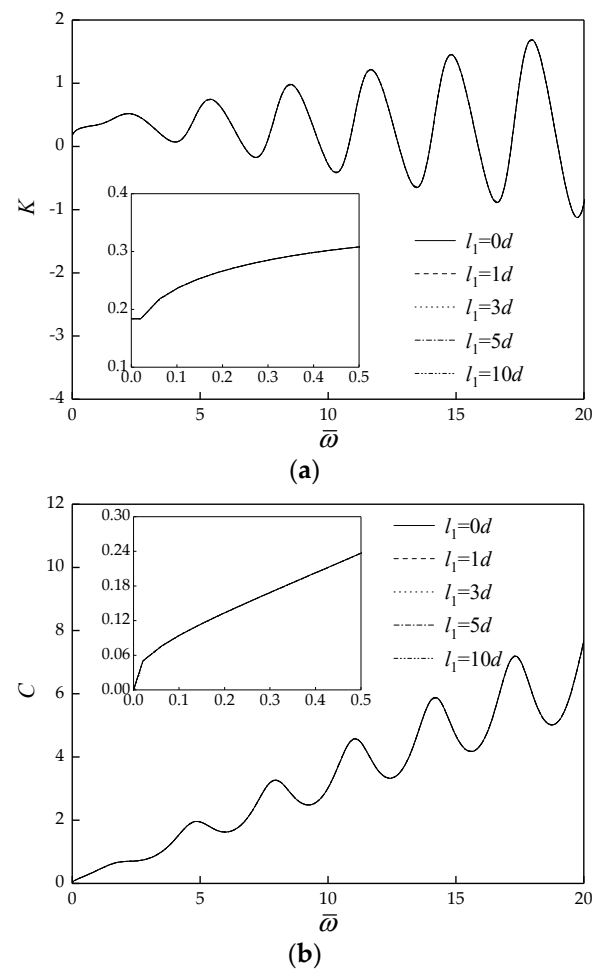 2
1
0
-1
-2
-3
-4
K
0.4
0.3
0.2
0.1
0.0 0.1 0.2 0.3 0.4 0.5
l₁=0d
l₁=1d
l₁=3d
l₁=5d
l₁=10d
0 5 10 15 20
ω̅
(a)
12
10
8
6
4
2
0
C
0.30
0.24
0.18
0.12
0.06
0.00
0.0 0.1 0.2 0.3 0.4 0.5
l₁=0d
l₁=1d
l₁=3d
l₁=5d
l₁=10d
0 5 10 15 20
ω̅
(b)